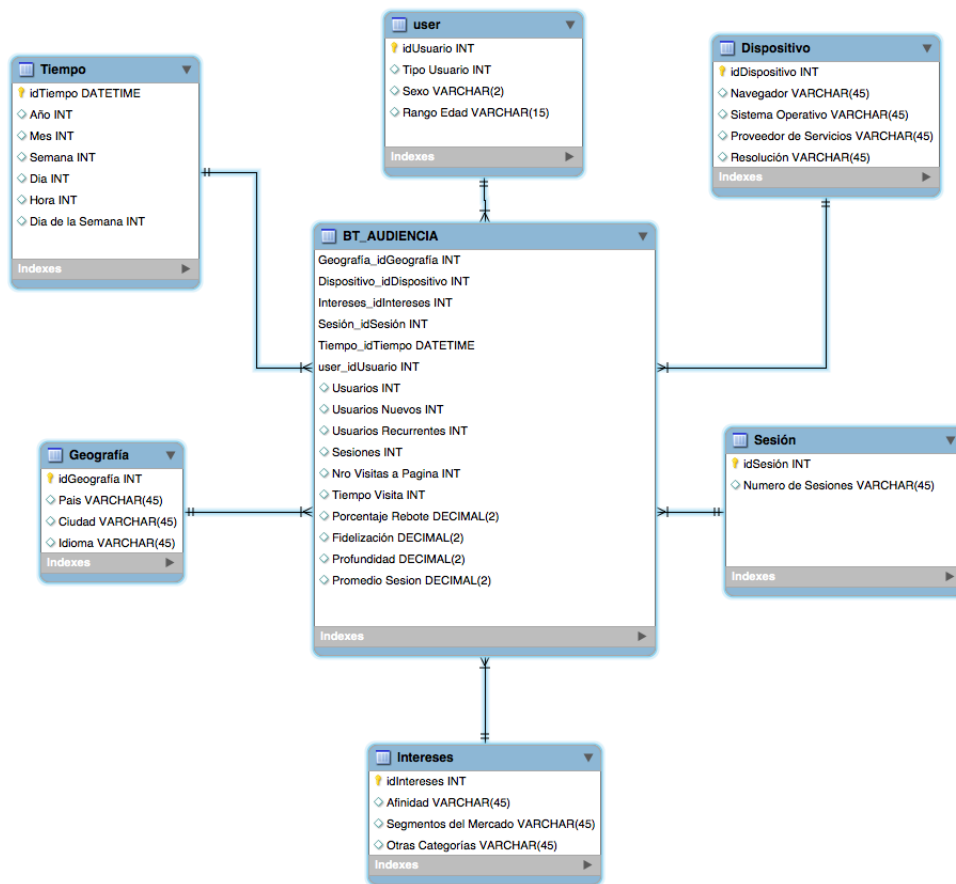 user
idUsuario INT
Tipo Usuario INT
Sexo VARCHAR(2)
Rango Edad VARCHAR(15)
Indexes
Tiempo
idTiempo DATETIME
Año INT
Mes INT
Semana INT
Dia INT
Hora INT
Dia de la Semana INT
Indexes
Dispositivo
idDispositivo INT
Navegador VARCHAR(45)
Sistema Operativo VARCHAR(45)
Proveedor de Servicios VARCHAR(45)
Resolución VARCHAR(45)
Indexes
BT_AUDIENCIA
Geografía_idGeografía INT
Dispositivo_idDispositivo INT
Intereses_idIntereses INT
Sesión_idSesión INT
Tiempo_idTiempo DATETIME
user_idUsuario INT
Usuarios INT
Usuarios Nuevos INT
Usuarios Recurrentes INT
Sesiones INT
Nro Visitas a Pagina INT
Tiempo Visita INT
Porcentaje Rebote DECIMAL(2)
Fidelización DECIMAL(2)
Profundidad DECIMAL(2)
Promedio Sesion DECIMAL(2)
Indexes
Geografía
idGeografía INT
Pais VARCHAR(45)
Ciudad VARCHAR(45)
Idioma VARCHAR(45)
Indexes
Sesión
idSesión INT
Numero de Sesiones VARCHAR(45)
Indexes
Intereses
idIntereses INT
Afinidad VARCHAR(45)
Segmentos del Mercado VARCHAR(45)
Otras Categorías VARCHAR(45)
Indexes